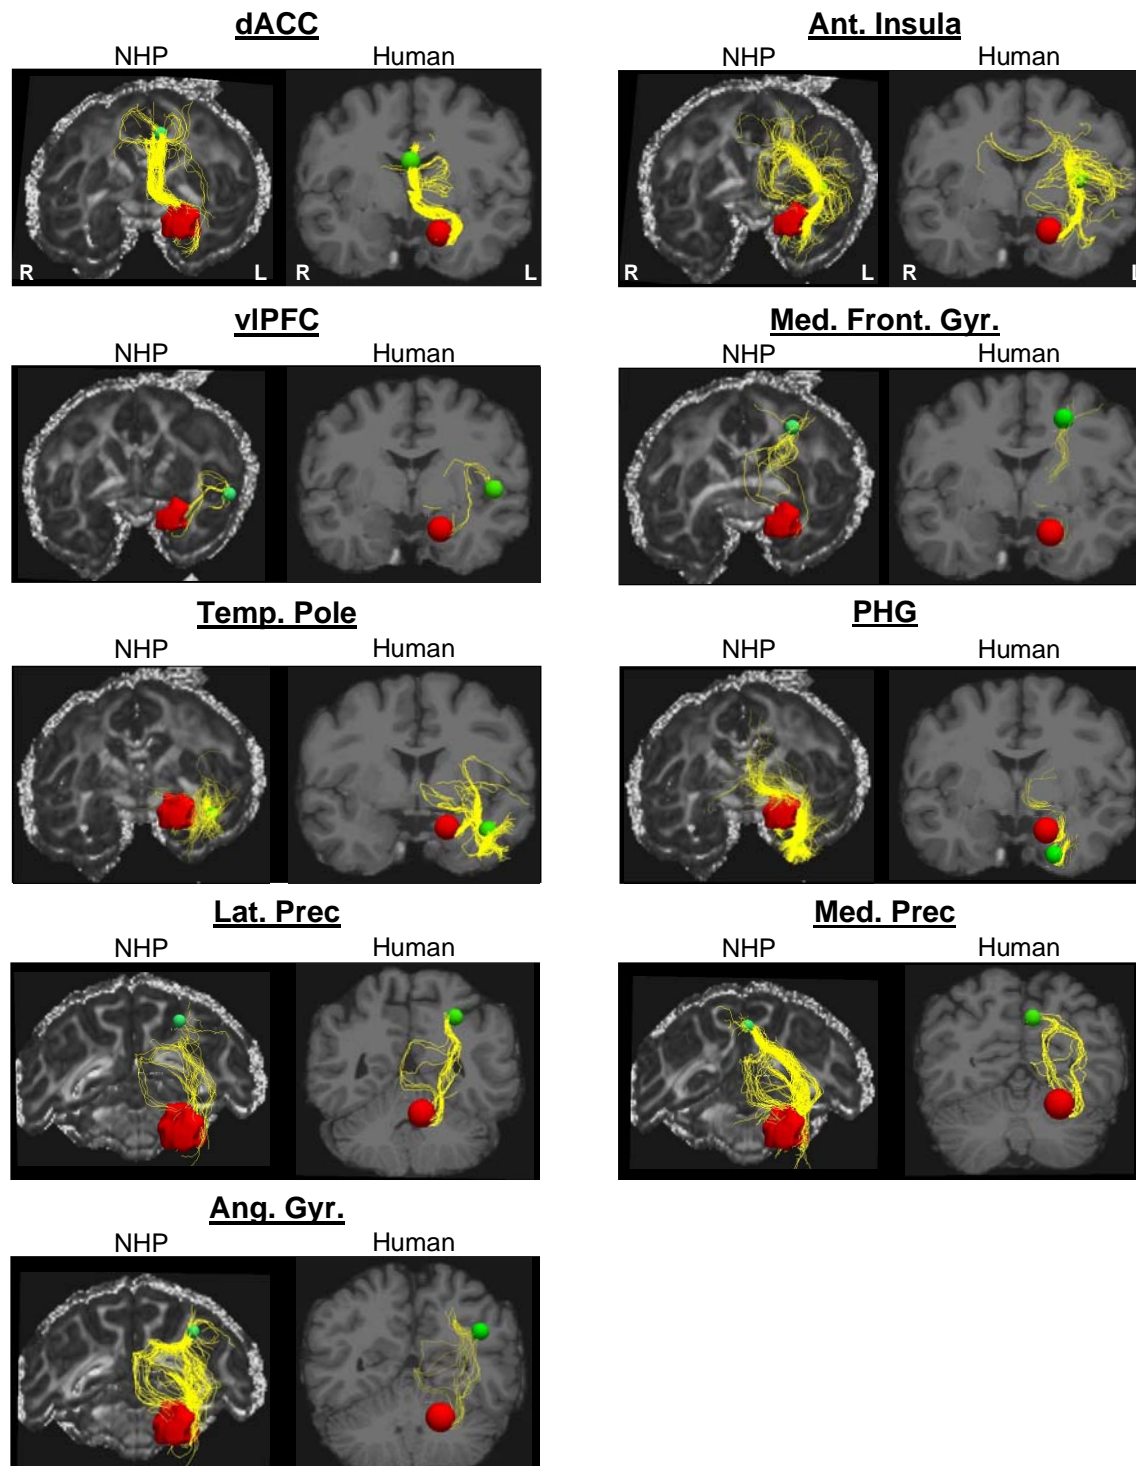 dACC
Ant. Insula
NHP Human
NHP Human
R L R L
R L R L
vlPFC
Med. Front. Gyr.
NHP Human
NHP Human
Temp. Pole
PHG
NHP Human
NHP Human
Lat. Prec
Med. Prec
NHP Human
NHP Human
Ang. Gyr.
NHP Human